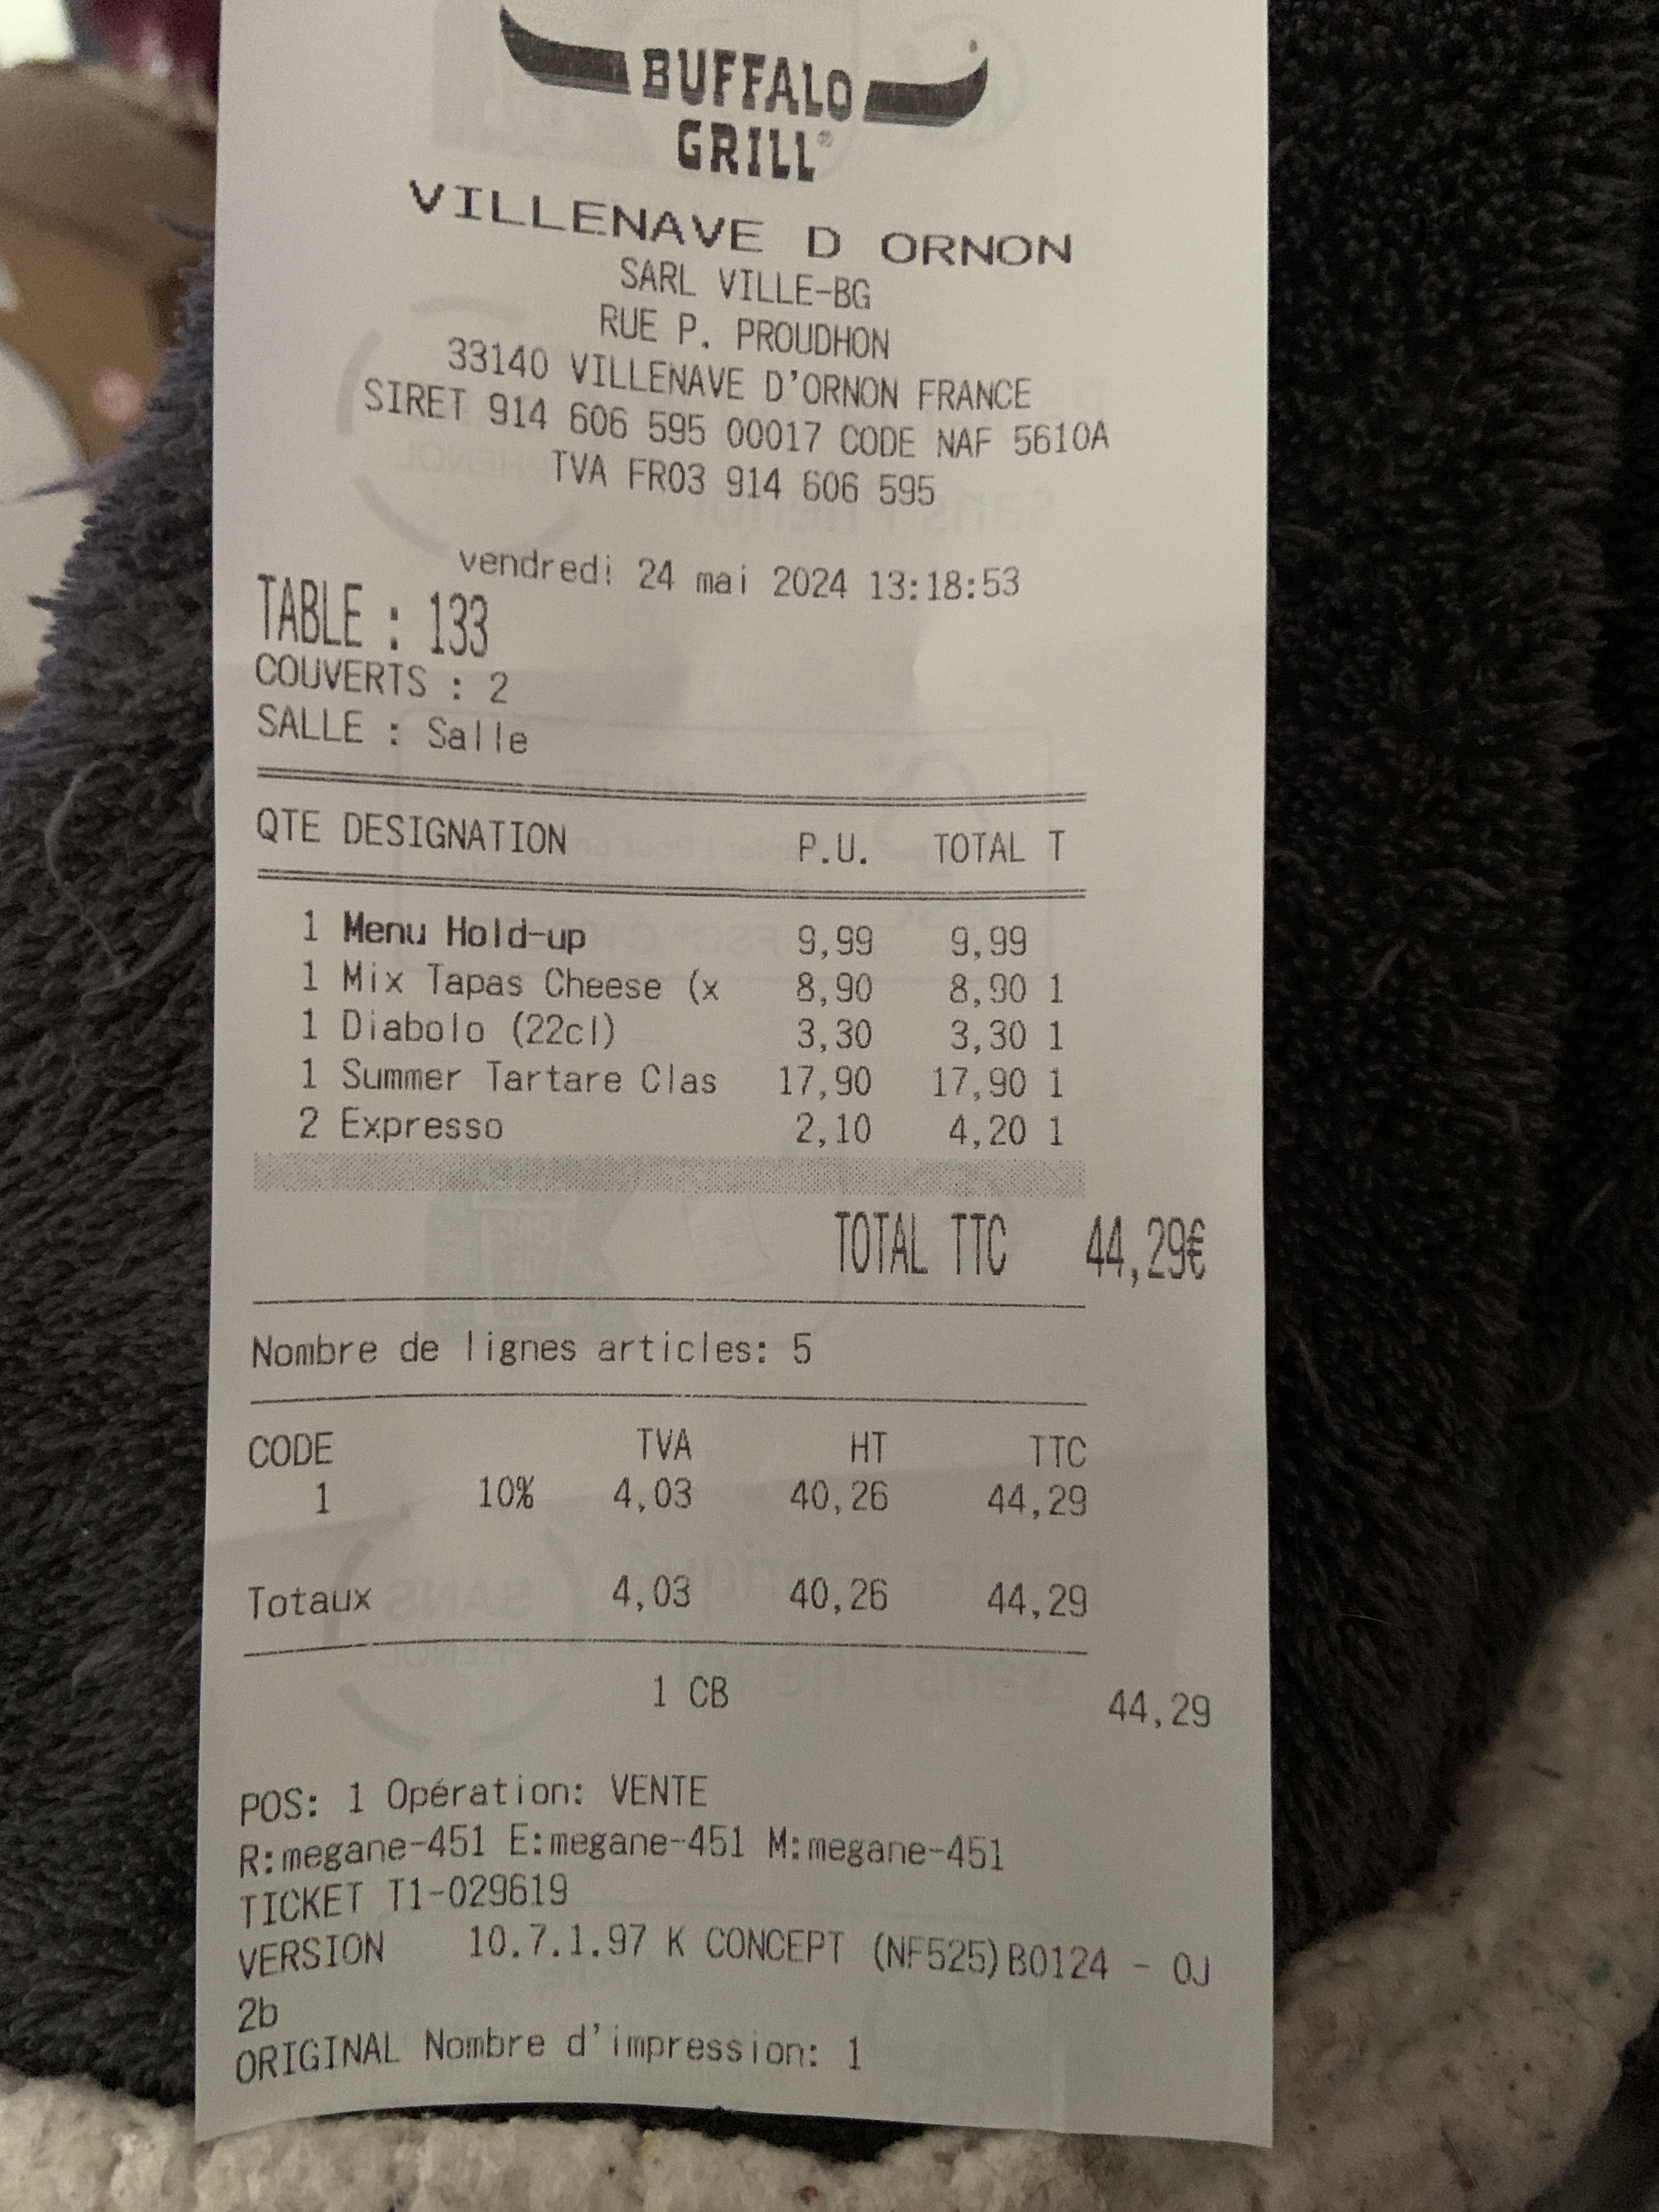 BUFFALO
GRILL®
VILLENAVE D ORNON
SARL VILLE-BG
RUE P. PROUDHON
33140 VILLENAVE D'ORNON FRANCE
SIRET 914 606 595 00017 CODE NAF 5610A
TVA FR03 914 606 595
vendredi 24 mai 2024 13:18:53
TABLE : 133
COUVERTS : 2
SALLE : Salle
QTE DESIGNATION P.U. TOTAL T
1 Menu Hold-up 9,99 9,99
1 Mix Tapas Cheese (x 8,90 8,90 1
1 Diabolo (22cl) 3,30 3,30 1
1 Summer Tartare Clas 17,90 17,90 1
2 Expresso 2,10 4,20 1
TOTAL TTC 44,29€
Nombre de lignes articles: 5
CODE TVA HT TTC
1 10% 4,03 40,26 44,29
Totaux 4,03 40,26 44,29
1 CB 44,29
POS: 1 Opération: VENTE
R:megane-451 E:megane-451 M:megane-451
TICKET T1-029619
VERSION 10.7.1.97 K CONCEPT (NF525)B0124 - OJ
2b
ORIGINAL Nombre d'impression: 1